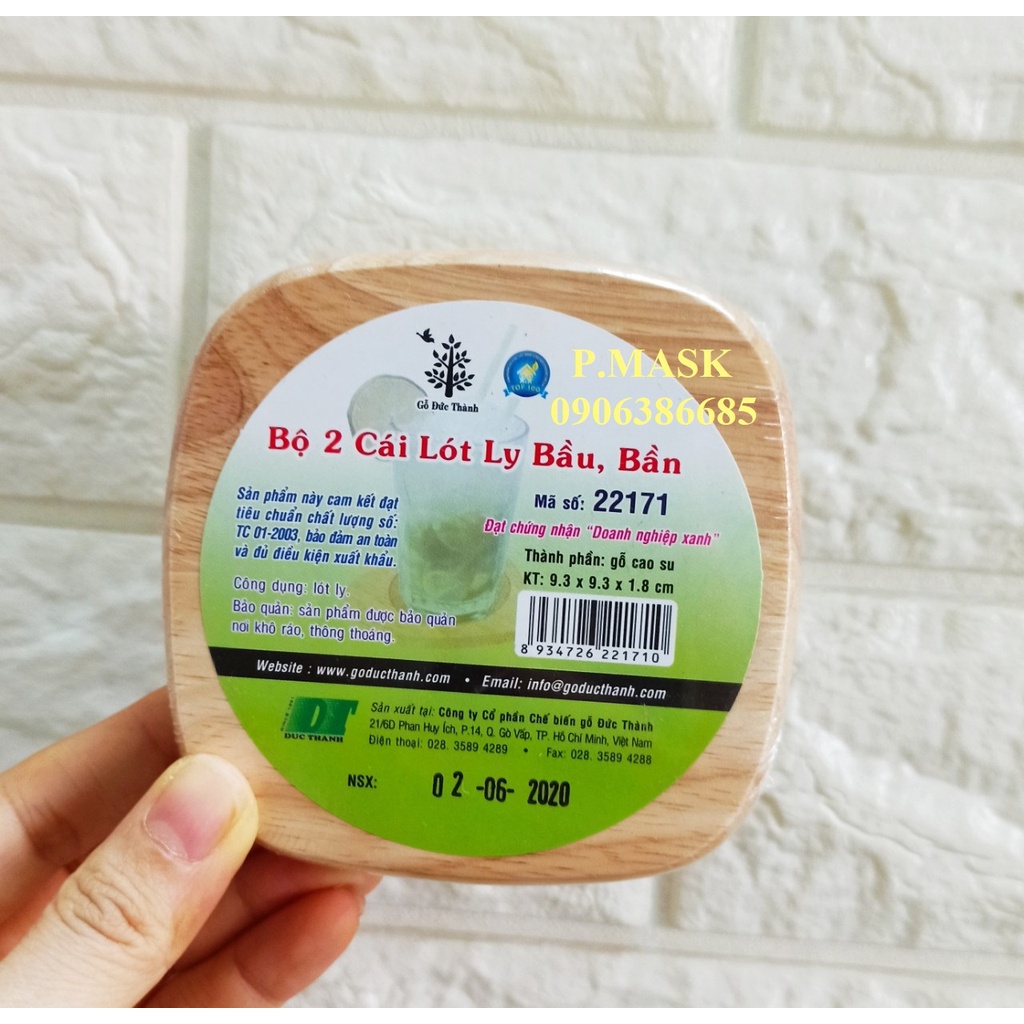 P.MASK
0906386685
Gỗ Đức Thành
TOP 100
Bộ 2 Cái Lót Ly Bầu, Bần
Sản phẩm này cam kết đạt
tiêu chuẩn chất lượng số:
TC 01-2003, bảo đảm an toàn
và đủ điều kiện xuất khẩu.
Công dụng: lót ly.
Bảo quản: sản phẩm được bảo quản
nơi khô ráo, thông thoáng.
Mã số: 22171
Đạt chứng nhận "Doanh nghiệp xanh"
Thành phần: gỗ cao su
KT: 9.3 x 9.3 x 1.8 cm
8 934726 221710
Website : www.goducthanh.com • Email: info@goducthanh.com
DT
DUC THANH
Sản xuất tại: Công ty Cổ phần Chế biến gỗ Đức Thành
21/6D Phan Huy Ích, P.14, Q. Gò Vấp, TP. Hồ Chí Minh, Việt Nam
Điện thoại: 028. 3589 4289 • Fax: 028. 3589 4288
NSX: 02 -06- 2020